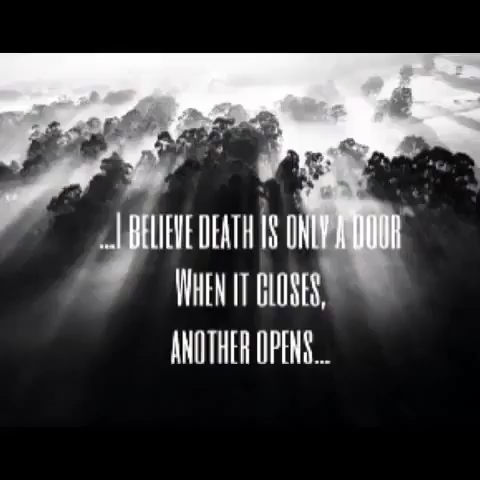 ...I BELIEVE DEATH IS ONLY A DOOR
WHEN IT CLOSES,
ANOTHER OPENS...